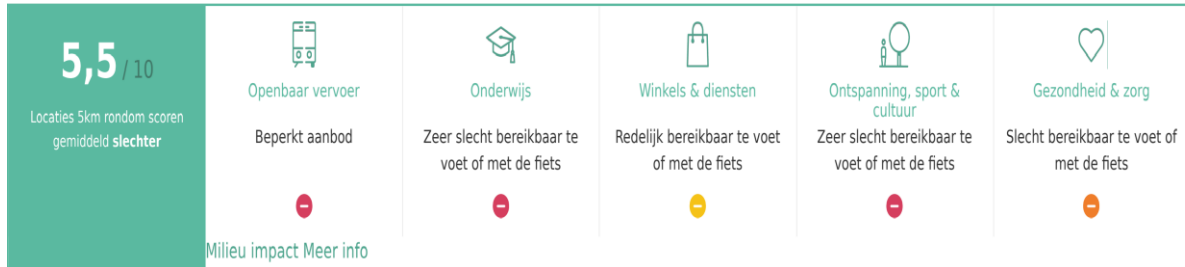 5,5 / 10
Locaties 5km rondom scoren
gemiddeld slechter
Openbaar vervoer
Beperkt aanbod
Onderwijs
Zeer slecht bereikbaar te
voet of met de fiets
Winkels & diensten
Redelijk bereikbaar te voet
of met de fiets
Ontspanning, sport &
cultuur
Zeer slecht bereikbaar te
voet of met de fiets
Gezondheid & zorg
Slecht bereikbaar te voet of
met de fiets
Milieu impact Meer info